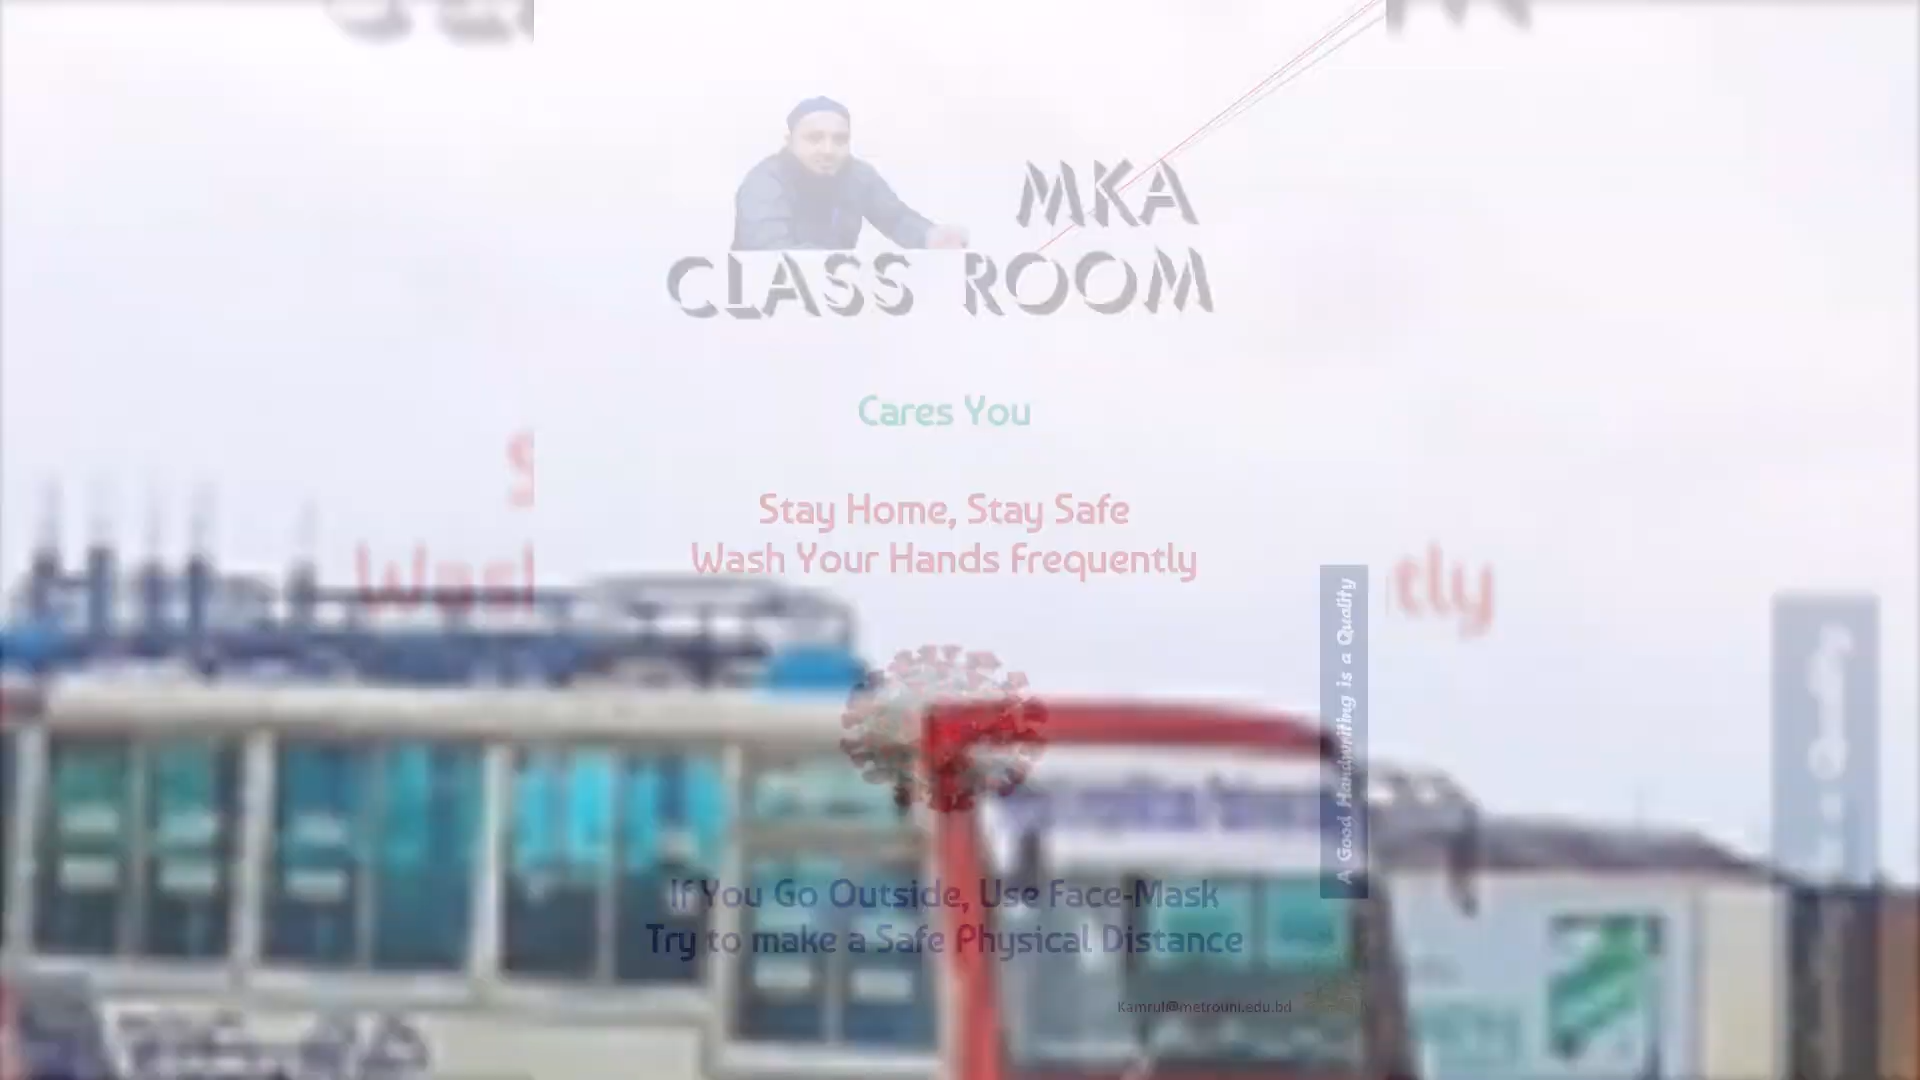 MKA
CLASS ROOM
Cares You
Stay Home, Stay Safe
Wash Your Hands Frequently
A Good Handwriting is a Quality
If You Go Outside, Use Face-Mask
Try to make a Safe Physical Distance
Kamrul@metrouni.edu.bd